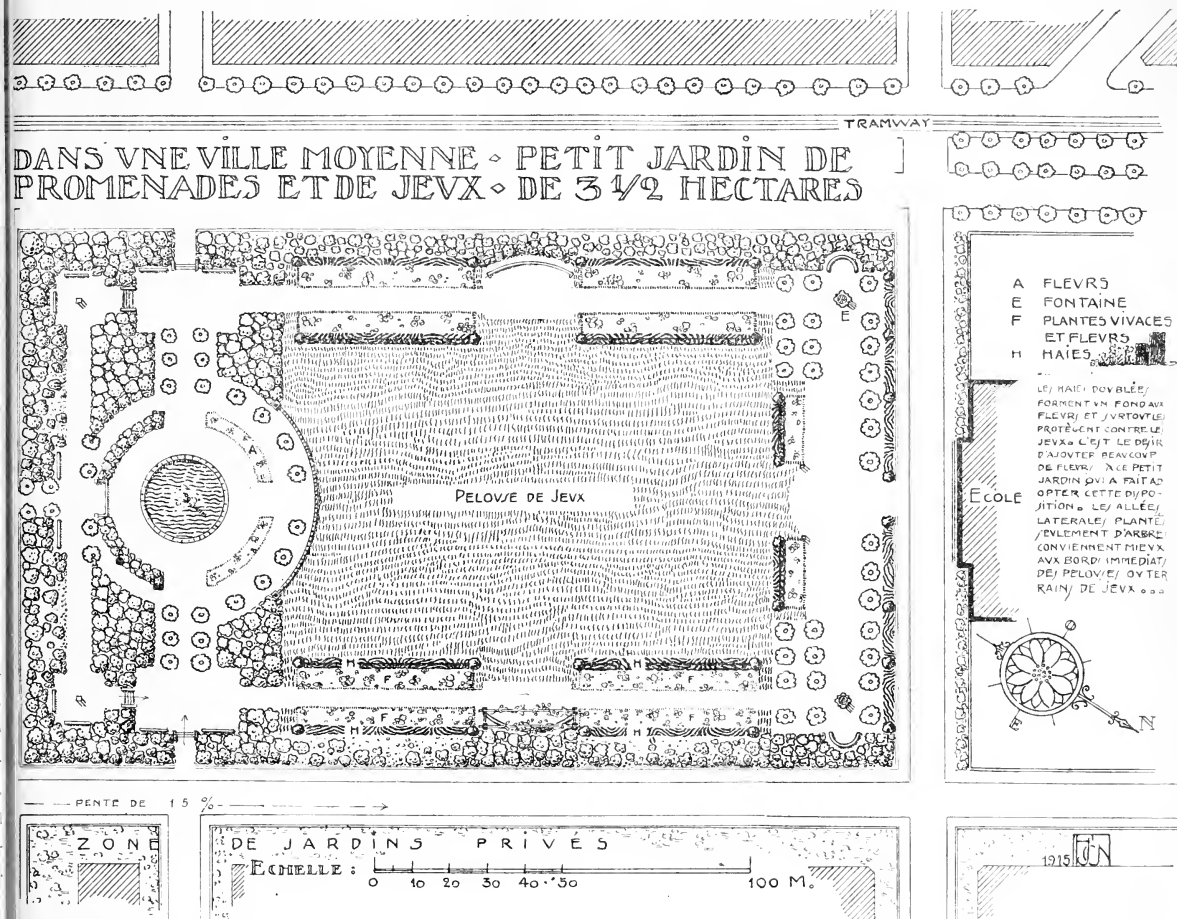 TRAMWAY
DANS VNE VILLE MOYENNE ⋄ PETIT JARDIN DE
PROMENADES ET DE JEVX ⋄ DE 3 1/2 HECTARES
A FLEVRS
E FONTAINE
F PLANTES VIVACES
ET FLEVRS
H HAIES
LES HAIES DOVBLÉES
FORMENT VN FOND AVX
FLEVRS ET SVRTOVT LES
PROTÈGENT CONTRE LES
JEVX. C'EST LE DÉSIR
D'AJOVTER BEAVCOVP
DE FLEVRS À CE PETIT
JARDIN QVI A FAIT AD
OPTER CETTE DISPO-
SITION. LES ALLÉES
LATERALES PLANTÉES
SEVLEMENT D'ARBRES
CONVIENNENT MIEVX
AVX BORDS IMMÉDIATS
DES PELOVSES OV TER
RAINS DE JEVX...
E
A
PELOVSE DE JEVX
ECOLE
A
H H
F F
F F
H H
O
S
E
N
PENTE DE 15 %
ZONE DE JARDINS PRIVÉS
ECHELLE :
0 10 20 30 40 50 100 M.
1915 JCN